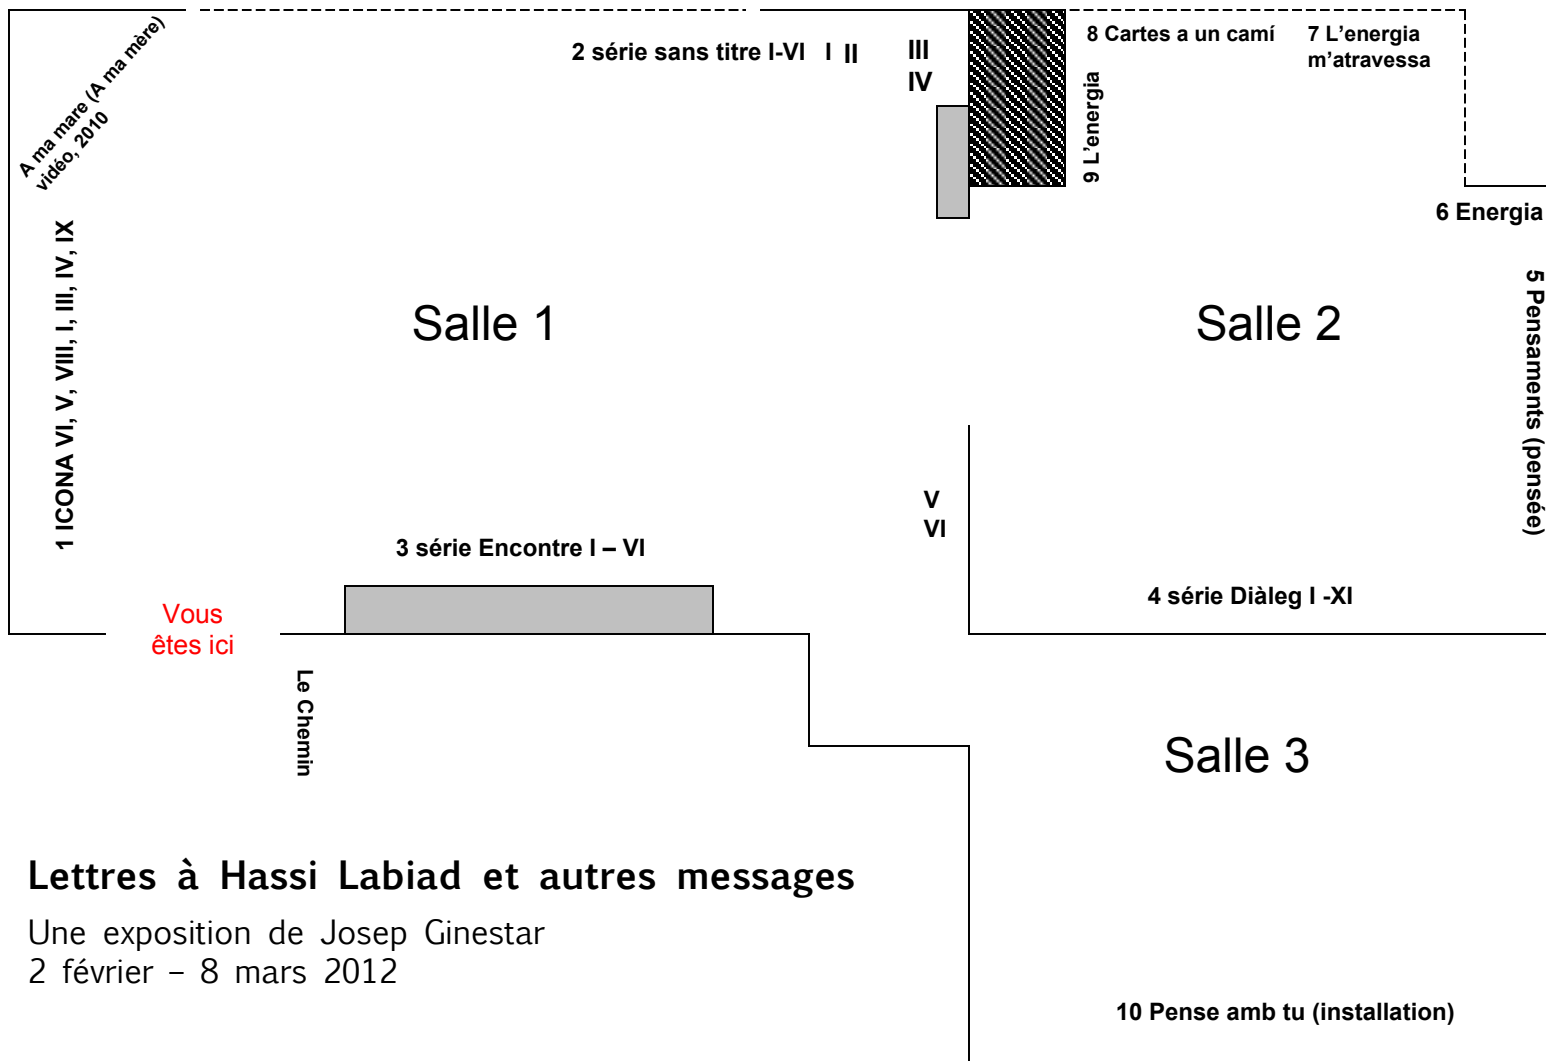 A ma mare (A ma mère)
vidéo, 2010
2 série sans titre I-VI I II
III
IV
8 Cartes a un camí
7 L'energia
m'atravessa
9 L'energia
6 Energia
1 ICONA VI, V, VIII, I, III, IV, IX
Salle 1
Salle 2
5 Pensaments (pensée)
V
VI
3 série Encontre I – VI
4 série Diàleg I -XI
Vous
êtes ici
Le Chemin
Salle 3
Lettres à Hassi Labiad et autres messages
Une exposition de Josep Ginestar
2 février – 8 mars 2012
10 Pense amb tu (installation)